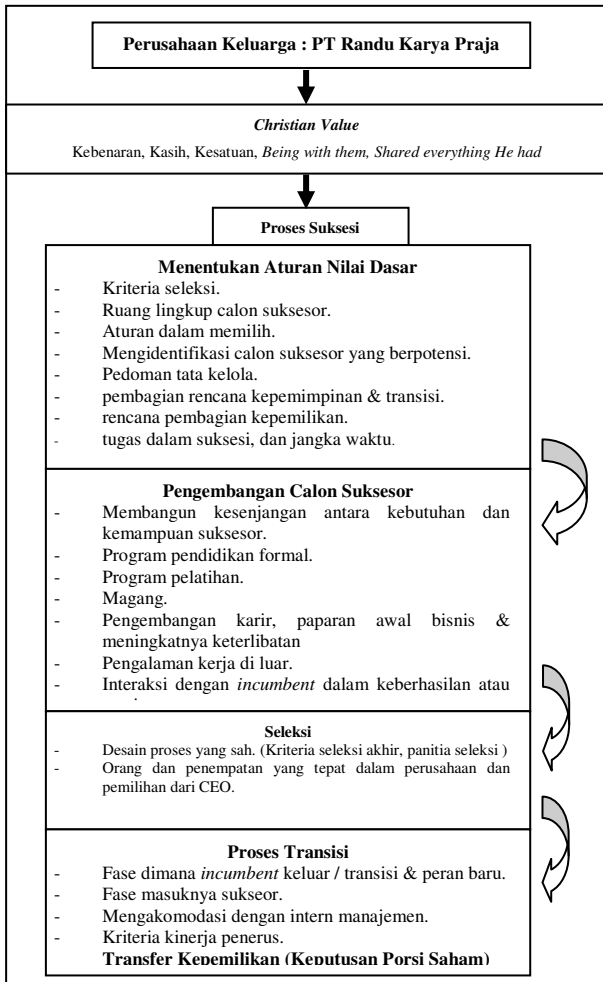 Perusahaan Keluarga : PT Randu Karya Praja
Christian Value
Kebenaran, Kasih, Kesatuan, Being with them, Shared everything He had
Proses Suksesi
Menentukan Aturan Nilai Dasar
- Kriteria seleksi.
- Ruang lingkup calon suksesor.
- Aturan dalam memilih.
- Mengidentifikasi calon suksesor yang berpotensi.
- Pedoman tata kelola.
- pembagian rencana kepemimpinan & transisi.
- rencana pembagian kepemilikan.
- tugas dalam suksesi, dan jangka waktu.
Pengembangan Calon Suksesor
- Membangun kesenjangan antara kebutuhan dan
kemampuan suksesor.
- Program pendidikan formal.
- Program pelatihan.
- Magang.
- Pengembangan karir, paparan awal bisnis &
meningkatnya keterlibatan
- Pengalaman kerja di luar.
- Interaksi dengan incumbent dalam keberhasilan atau
Seleksi
- Desain proses yang sah. (Kriteria seleksi akhir, panitia seleksi )
- Orang dan penempatan yang tepat dalam perusahaan dan
pemilihan dari CEO.
Proses Transisi
- Fase dimana incumbent keluar / transisi & peran baru.
- Fase masuknya sukseor.
- Mengakomodasi dengan intern manajemen.
- Kriteria kinerja penerus.
Transfer Kepemilikan (Keputusan Porsi Saham)